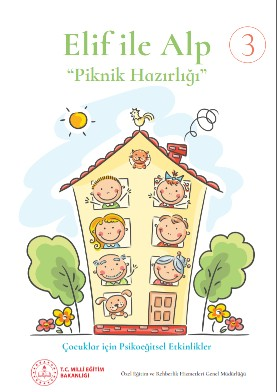 Elif ile Alp
3
“Piknik Hazırlığı”
Çocuklar için Psikoeğitsel Etkinlikler
T.C. MİLLÎ EĞİTİM
BAKANLIĞI
Özel Eğitim ve Rehberlik Hizmetleri Genel Müdürlüğü